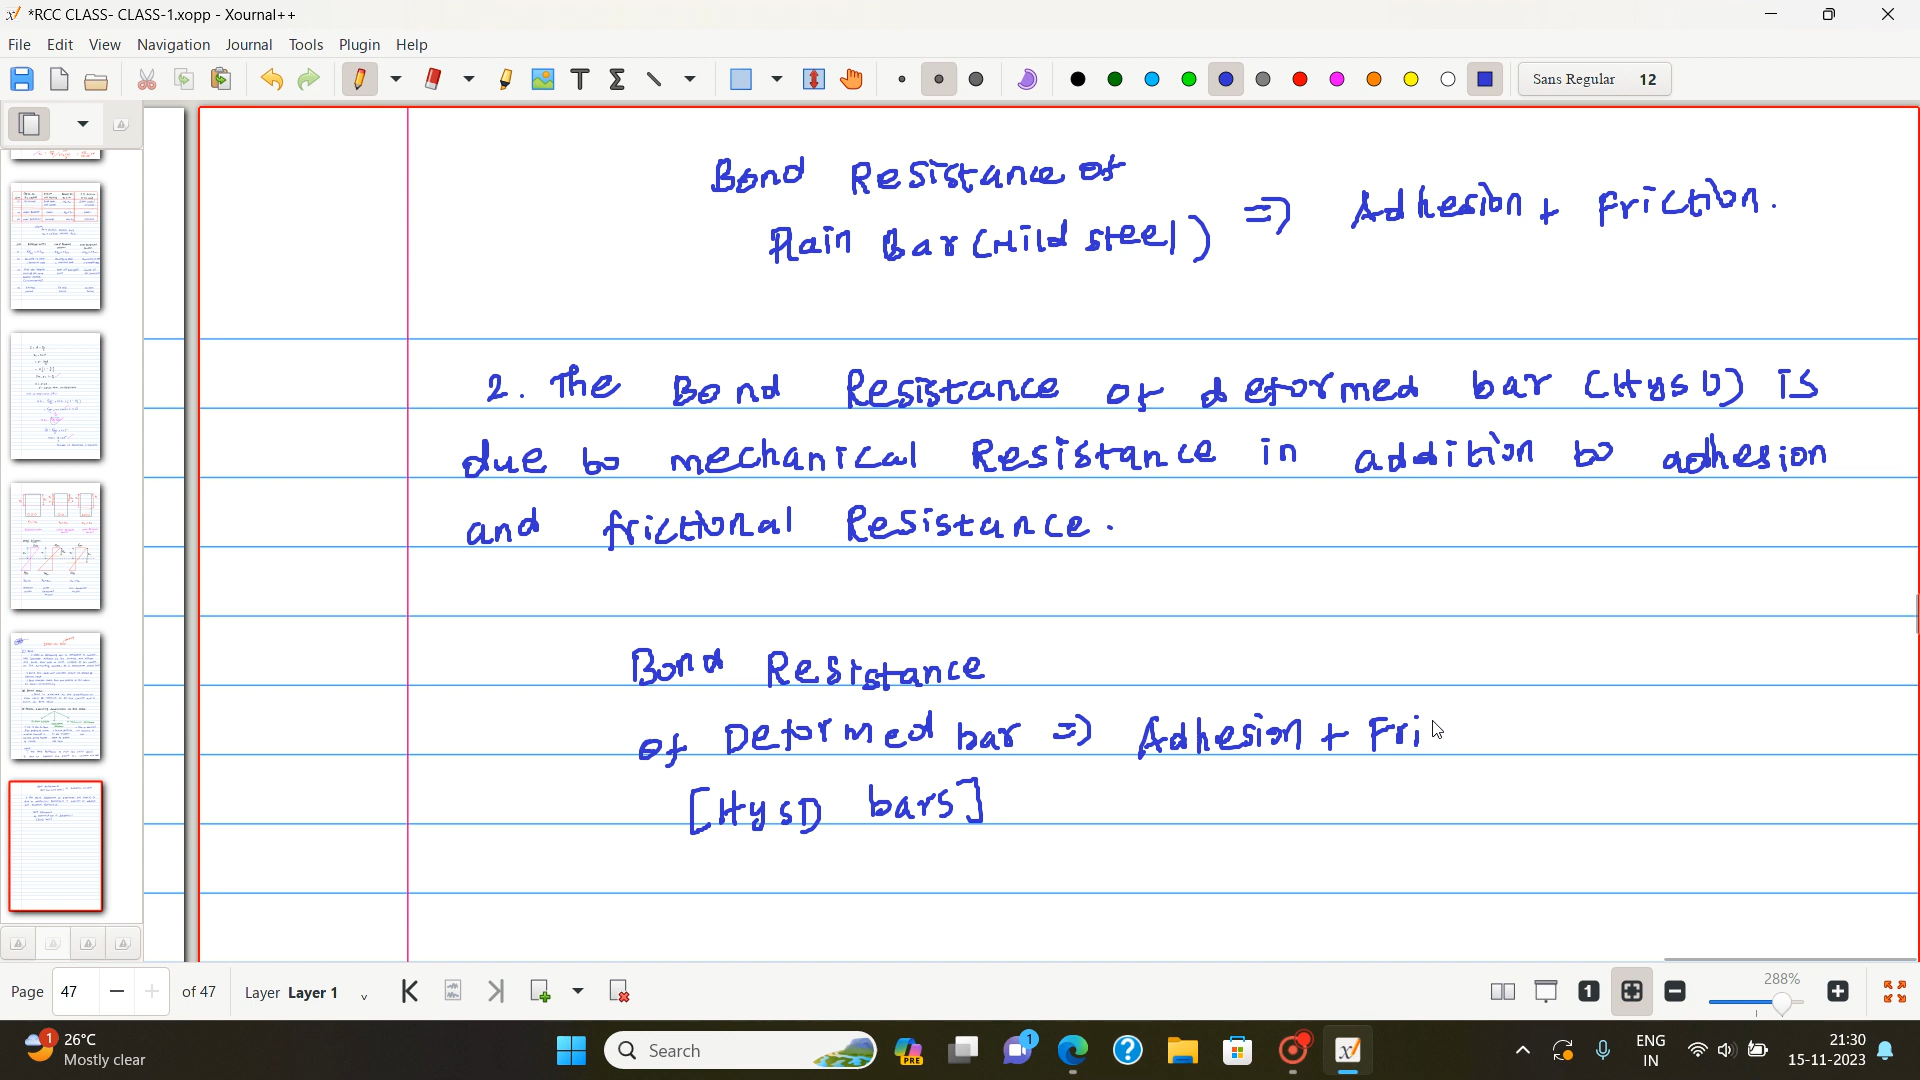 *RCC CLASS- CLASS-1.xopp - Xournal++
File Edit View Navigation Journal Tools Plugin Help
Sans Regular 12
Bond Resistance of
Plain Bar (Mild steel) => Adhesion + Friction.
2. The Bond Resistance of deformed bar (HySD) is
due to mechanical Resistance in addition to adhesion
and frictional Resistance.
Bond Resistance
of Deformed bar => Adhesion + Fri
[HySD bars]
Page 47 of 47 Layer Layer 1 288%
26°C
Mostly clear
Search
PRE
ENG
IN
21:30
15-11-2023